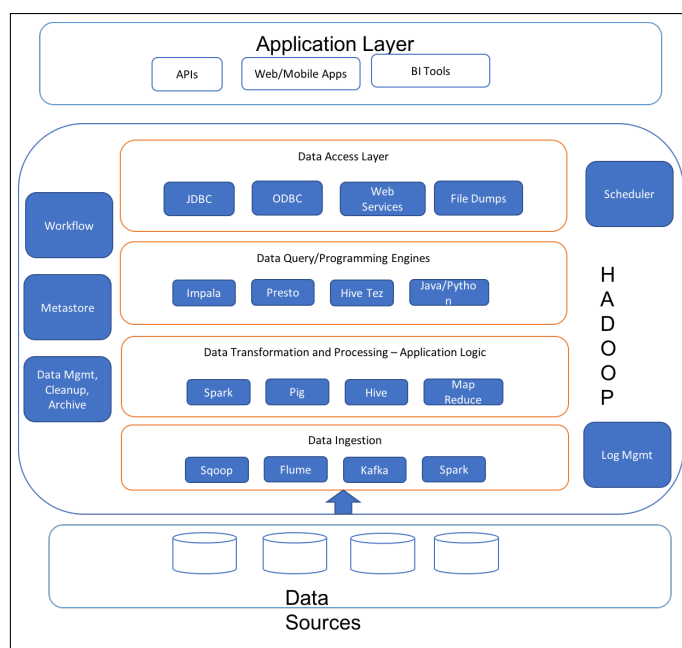 Application Layer
APIs
Web/Mobile Apps
BI Tools
Data Access Layer
JDBC
ODBC
Web
Services
File Dumps
Scheduler
Workflow
Data Query/Programming Engines
Impala
Presto
Hive Tez
Java/Pytho
n
Metastore
H
A
D
O
O
P
Data Transformation and Processing – Application Logic
Spark
Pig
Hive
Map
Reduce
Data Mgmt,
Cleanup,
Archive
Data Ingestion
Sqoop
Flume
Kafka
Spark
Log Mgmt
Data
Sources